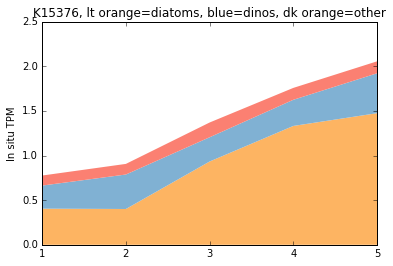 K15376, lt orange=diatoms, blue=dinos, dk orange=other
2.5
2.0
1.5
1.0
0.5
0.0
In situ TPM
1 2 3 4 5